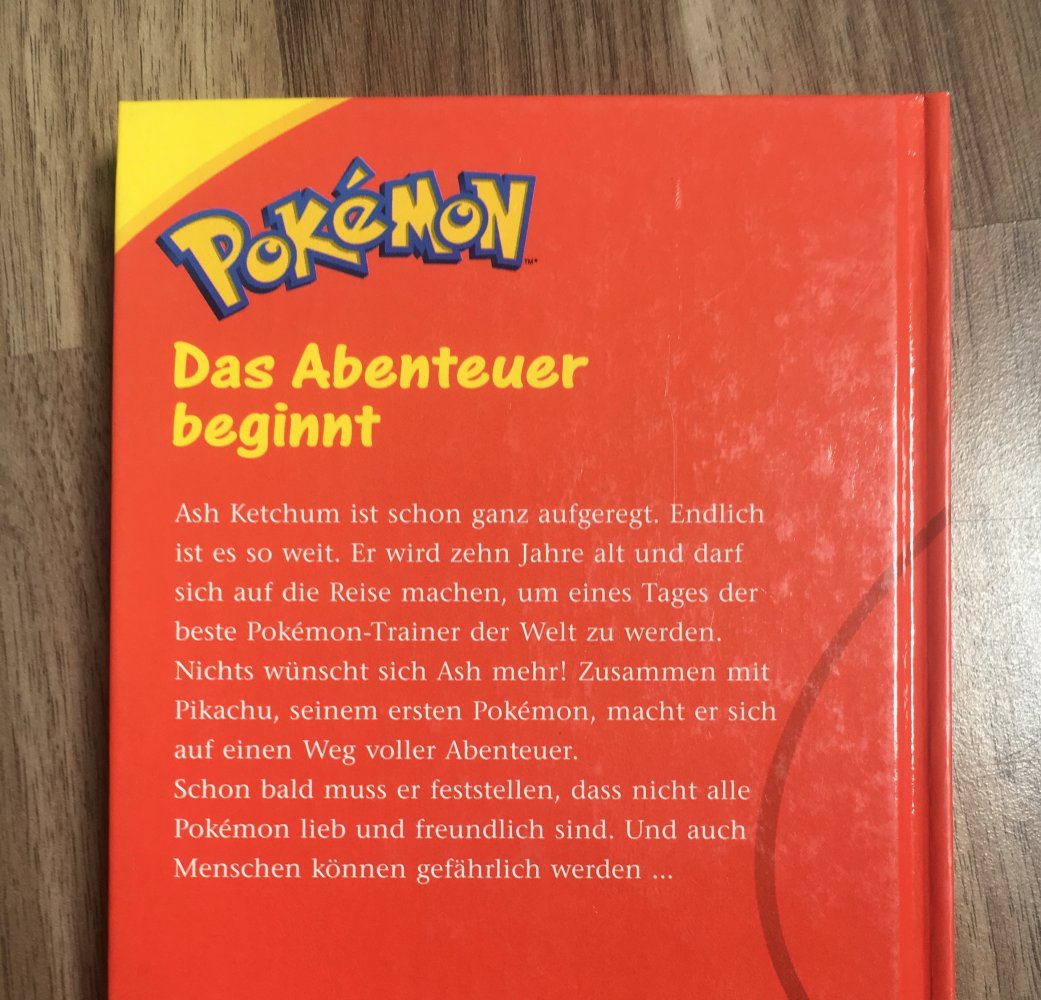 POKéMON™*
Das Abenteuer
beginnt
Ash Ketchum ist schon ganz aufgeregt. Endlich
ist es so weit. Er wird zehn Jahre alt und darf
sich auf die Reise machen, um eines Tages der
beste Pokémon-Trainer der Welt zu werden.
Nichts wünscht sich Ash mehr! Zusammen mit
Pikachu, seinem ersten Pokémon, macht er sich
auf einen Weg voller Abenteuer.
Schon bald muss er feststellen, dass nicht alle
Pokémon lieb und freundlich sind. Und auch
Menschen können gefährlich werden ...